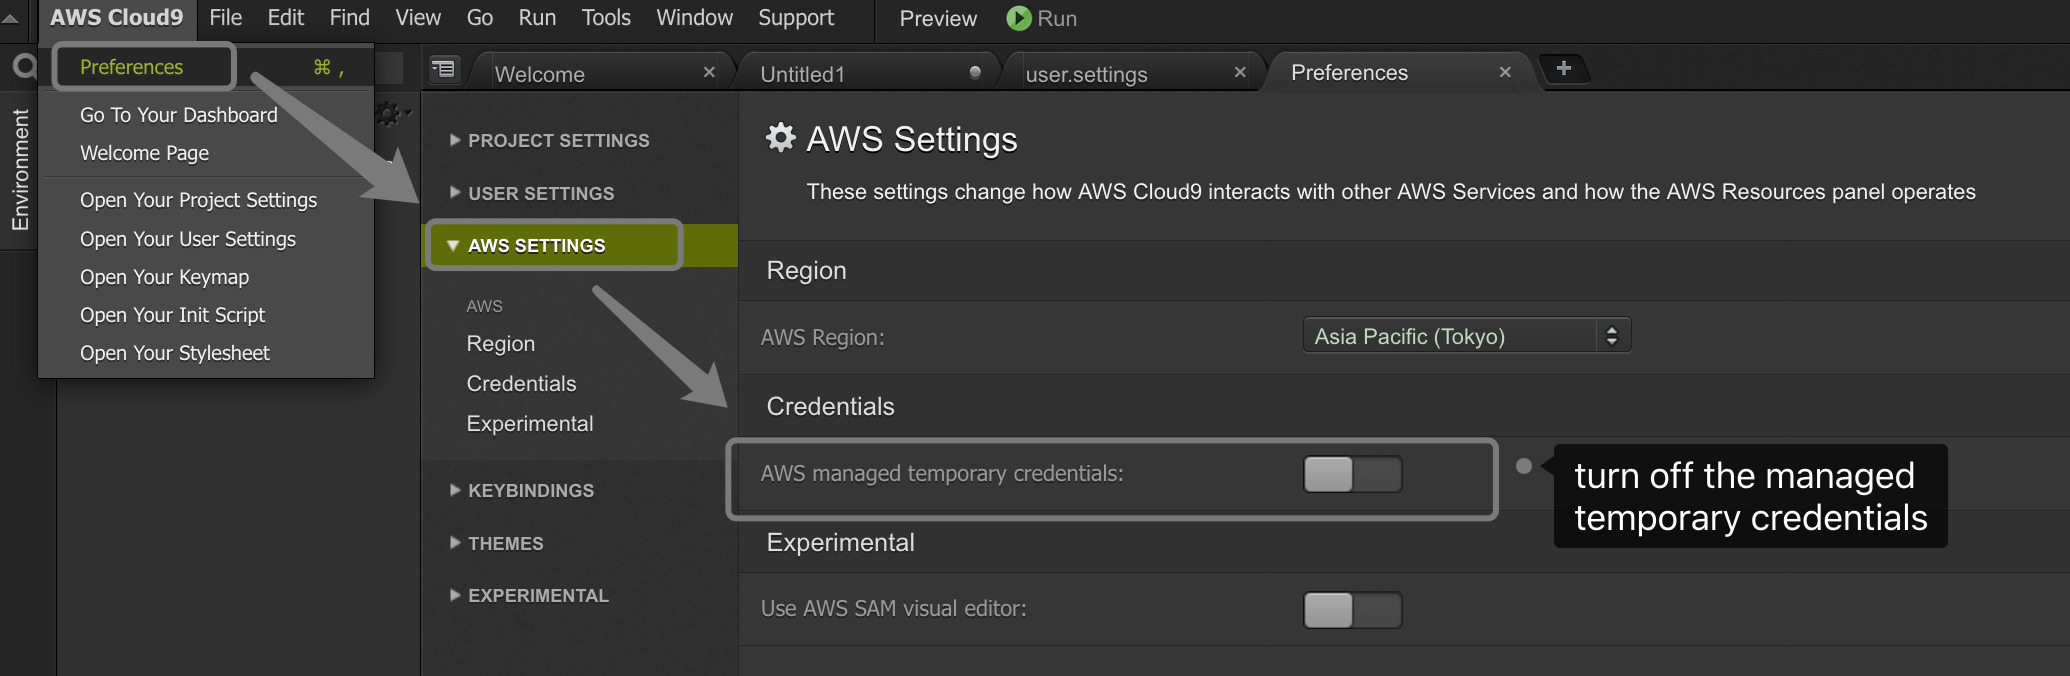 AWS Cloud9 File Edit Find View Go Run Tools Window Support Preview Run
Preferences ⌘ ,
Go To Your Dashboard
Welcome Page
Open Your Project Settings
Open Your User Settings
Open Your Keymap
Open Your Init Script
Open Your Stylesheet
Environment
Welcome × Untitled1 user.settings × Preferences × +
PROJECT SETTINGS
USER SETTINGS
AWS SETTINGS
AWS
Region
Credentials
Experimental
KEYBINDINGS
THEMES
EXPERIMENTAL
AWS Settings
These settings change how AWS Cloud9 interacts with other AWS Services and how the AWS Resources panel operates
Region
AWS Region: Asia Pacific (Tokyo)
Credentials
AWS managed temporary credentials:
turn off the managed
temporary credentials
Experimental
Use AWS SAM visual editor: